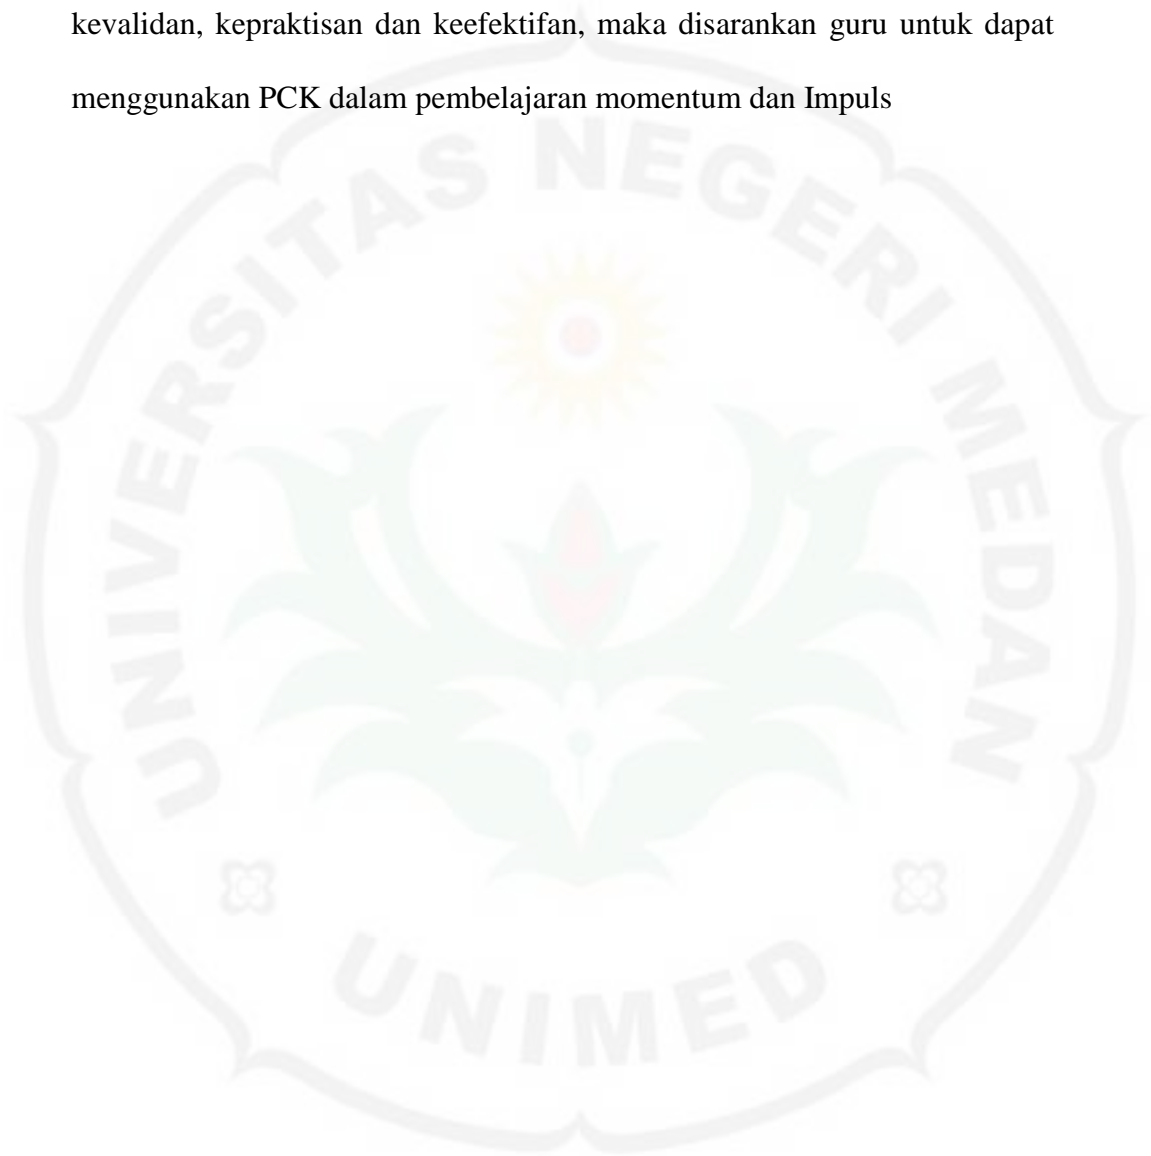 kevalidan, kepraktisan dan keefektifan, maka disarankan guru untuk dapat
menggunakan PCK dalam pembelajaran momentum dan Impuls
UNIVERSITAS NEGERI MEDAN
UNIMED